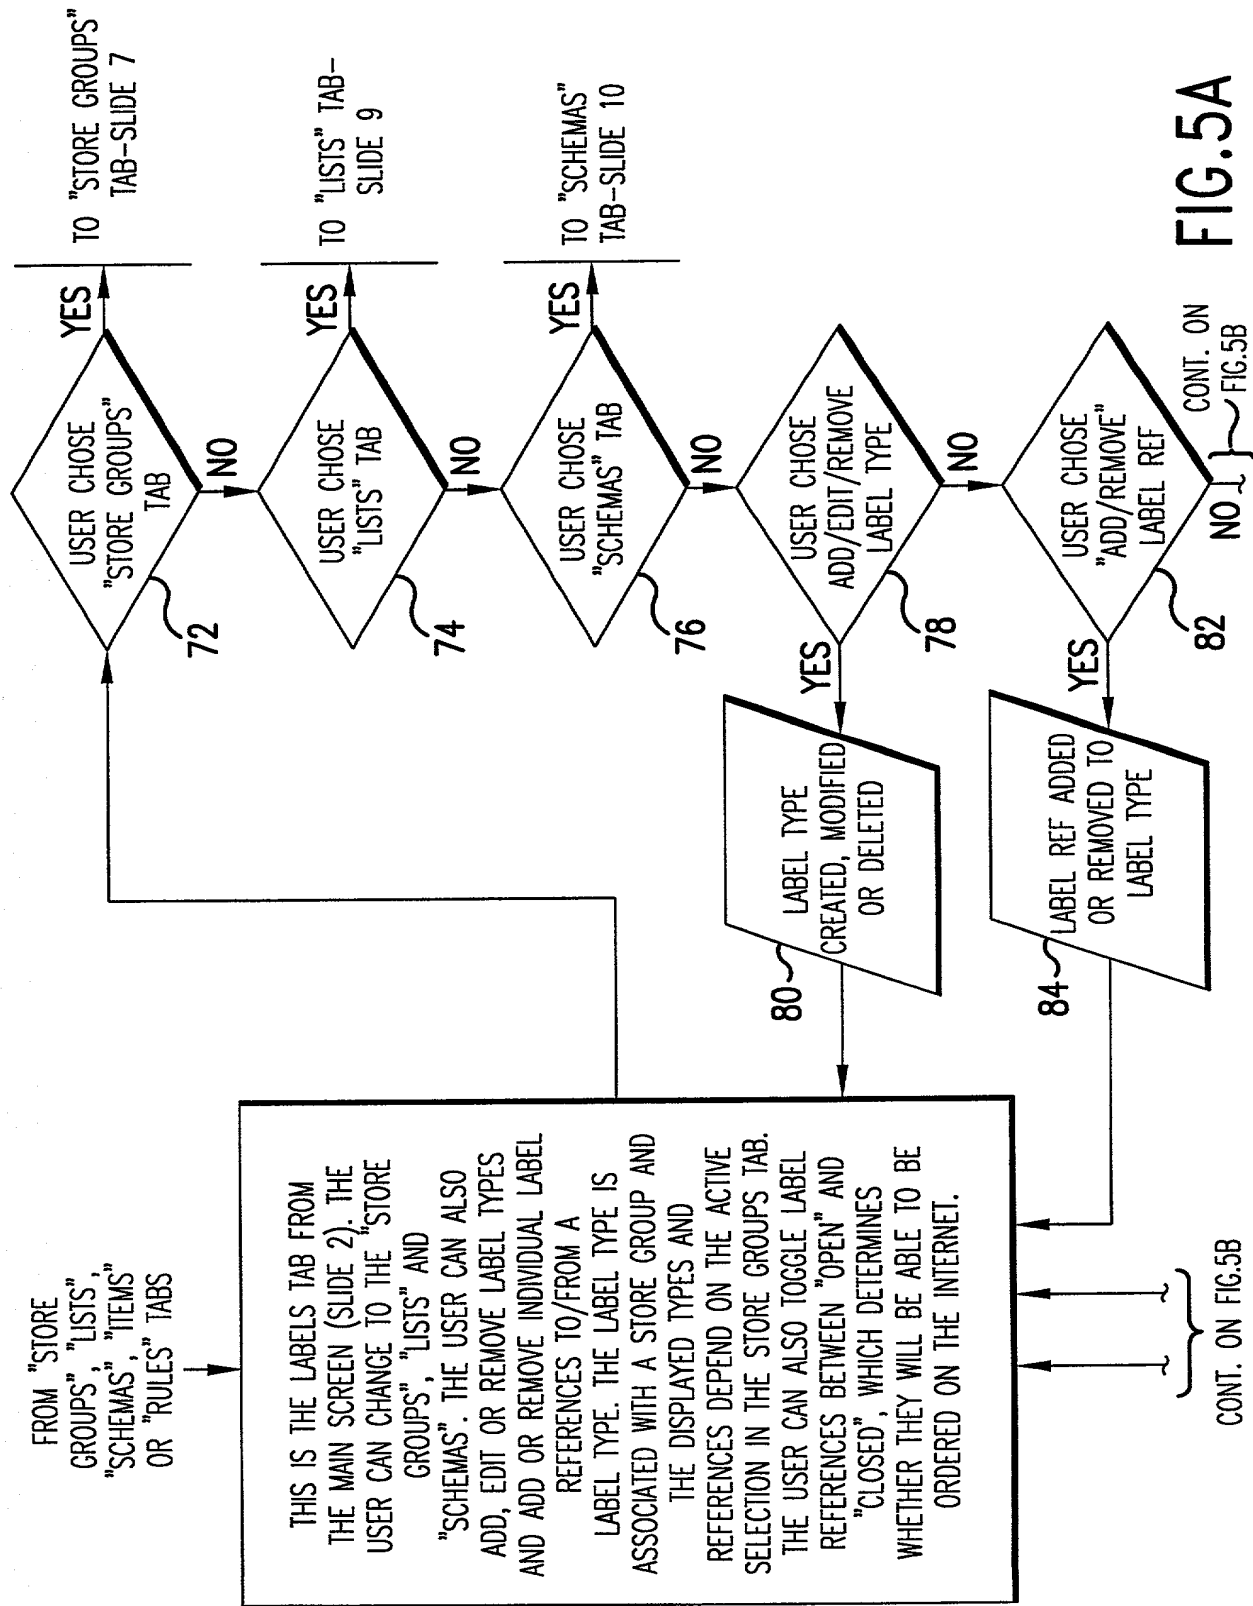 FROM "STORE
GROUPS", "LISTS",
"SCHEMAS", "ITEMS
OR "RULES" TABS
THIS IS THE LABELS TAB FROM
THE MAIN SCREEN (SLIDE 2). THE
USER CAN CHANGE TO THE "STORE
GROUPS", "LISTS" AND
"SCHEMAS". THE USER CAN ALSO
ADD, EDIT OR REMOVE LABEL TYPES
AND ADD OR REMOVE INDIVIDUAL LABEL
REFERENCES TO/FROM A
LABEL TYPE. THE LABEL TYPE IS
ASSOCIATED WITH A STORE GROUP AND
THE DISPLAYED TYPES AND
REFERENCES DEPEND ON THE ACTIVE
SELECTION IN THE STORE GROUPS TAB.
THE USER CAN ALSO TOGGLE LABEL
REFERENCES BETWEEN "OPEN" AND
"CLOSED", WHICH DETERMINES
WHETHER THEY WILL BE ABLE TO BE
ORDERED ON THE INTERNET.
CONT. ON FIG.5B
USER CHOSE
"STORE GROUPS"
TAB
72
YES
TO "STORE GROUPS"
TAB-SLIDE 7
NO
USER CHOSE
"LISTS" TAB
74
YES
TO "LISTS" TAB-
SLIDE 9
NO
USER CHOSE
"SCHEMAS" TAB
76
YES
TO "SCHEMAS"
TAB-SLIDE 10
NO
USER CHOSE
ADD/EDIT/REMOVE
LABEL TYPE
78
YES
LABEL TYPE
CREATED, MODIFIED
OR DELETED
80
NO
USER CHOSE
"ADD/REMOVE"
LABEL REF
82
YES
LABEL REF ADDED
OR REMOVED TO
LABEL TYPE
84
NO
CONT. ON
FIG.5B
FIG.5A